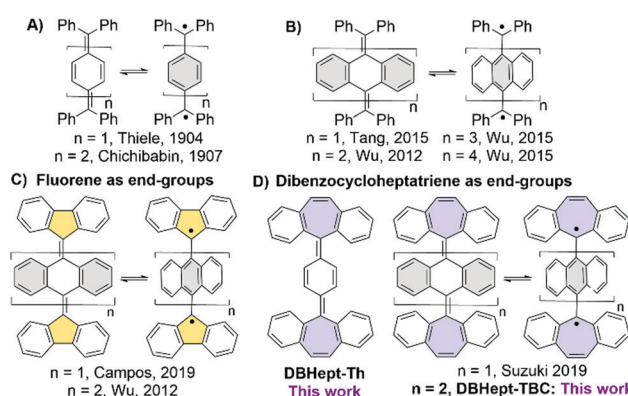 A)
Ph Ph
n
Ph Ph
Ph Ph
n
Ph Ph
n = 1, Thiele, 1904
n = 2, Chichibabin, 1907
B)
Ph Ph
n
Ph Ph
n = 1, Tang, 2015
n = 2, Wu, 2012
Ph Ph
n
Ph Ph
n = 3, Wu, 2015
n = 4, Wu, 2015
C) Fluorene as end-groups
n
n
n = 1, Campos, 2019
n = 2, Wu, 2012
D) Dibenzocycloheptatriene as end-groups
DBHept-Th
This work
n
n
n = 1, Suzuki 2019
n = 2, DBHept-TBC: This work